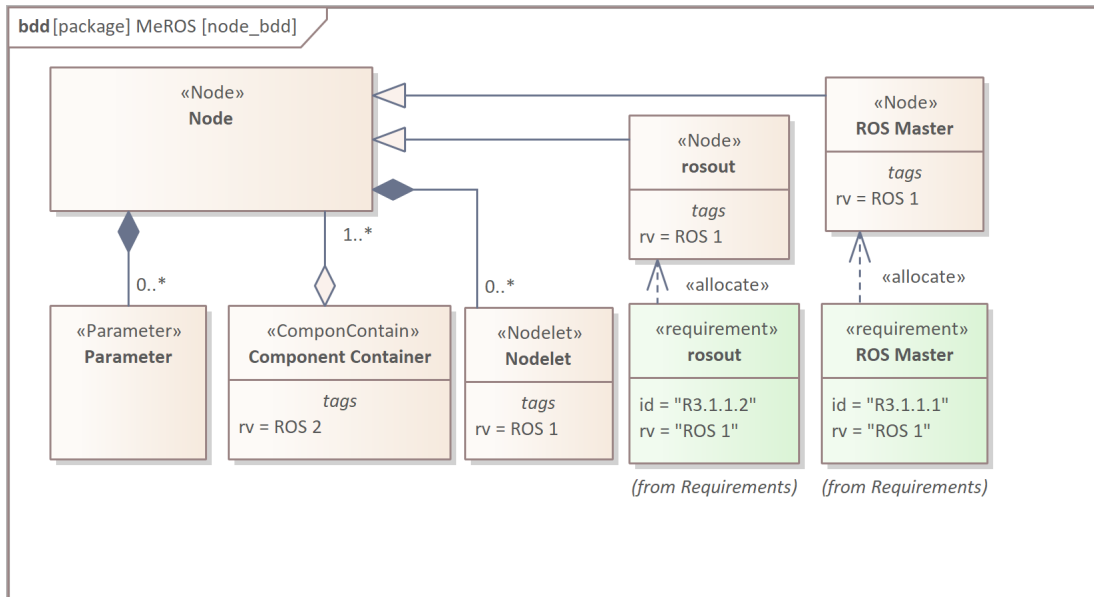 bdd [package] MeROS [node_bdd]
«Node»
Node
«Node»
ROS Master
tags
rv = ROS 1
«Node»
rosout
tags
rv = ROS 1
1..*
0..*
0..*
«allocate»
«allocate»
«Parameter»
Parameter
«ComponContain»
Component Container
tags
rv = ROS 2
«Nodelet»
Nodelet
tags
rv = ROS 1
«requirement»
rosout
id = "R3.1.1.2"
rv = "ROS 1"
(from Requirements)
«requirement»
ROS Master
id = "R3.1.1.1"
rv = "ROS 1"
(from Requirements)